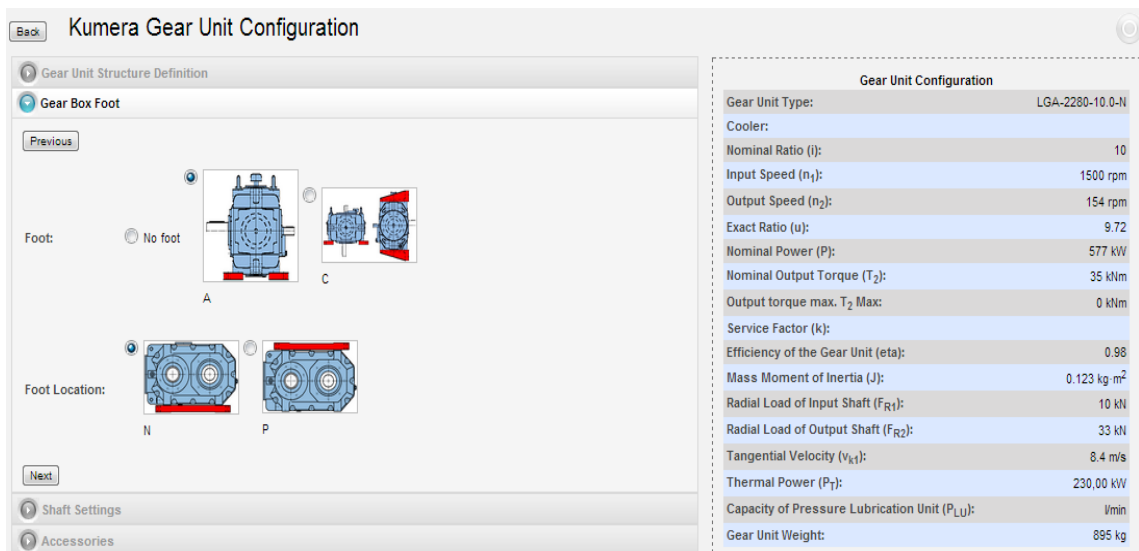 Back Kumera Gear Unit Configuration
Gear Unit Structure Definition
Gear Box Foot
Previous
Foot:
No foot
A
C
Foot Location:
N
P
Next
Shaft Settings
Accessories
Gear Unit Configuration
Gear Unit Type: LGA-2280-10.0-N
Cooler:
Nominal Ratio (i): 10
Input Speed (n₁): 1500 rpm
Output Speed (n₂): 154 rpm
Exact Ratio (u): 9.72
Nominal Power (P): 577 kW
Nominal Output Torque (T₂): 35 kNm
Output torque max. T₂ Max: 0 kNm
Service Factor (k):
Efficiency of the Gear Unit (eta): 0.98
Mass Moment of Inertia (J): 0.123 kg·m²
Radial Load of Input Shaft (F_R1): 10 kN
Radial Load of Output Shaft (F_R2): 33 kN
Tangential Velocity (v_k1): 8.4 m/s
Thermal Power (P_T): 230,00 kW
Capacity of Pressure Lubrication Unit (P_LU): l/min
Gear Unit Weight: 895 kg